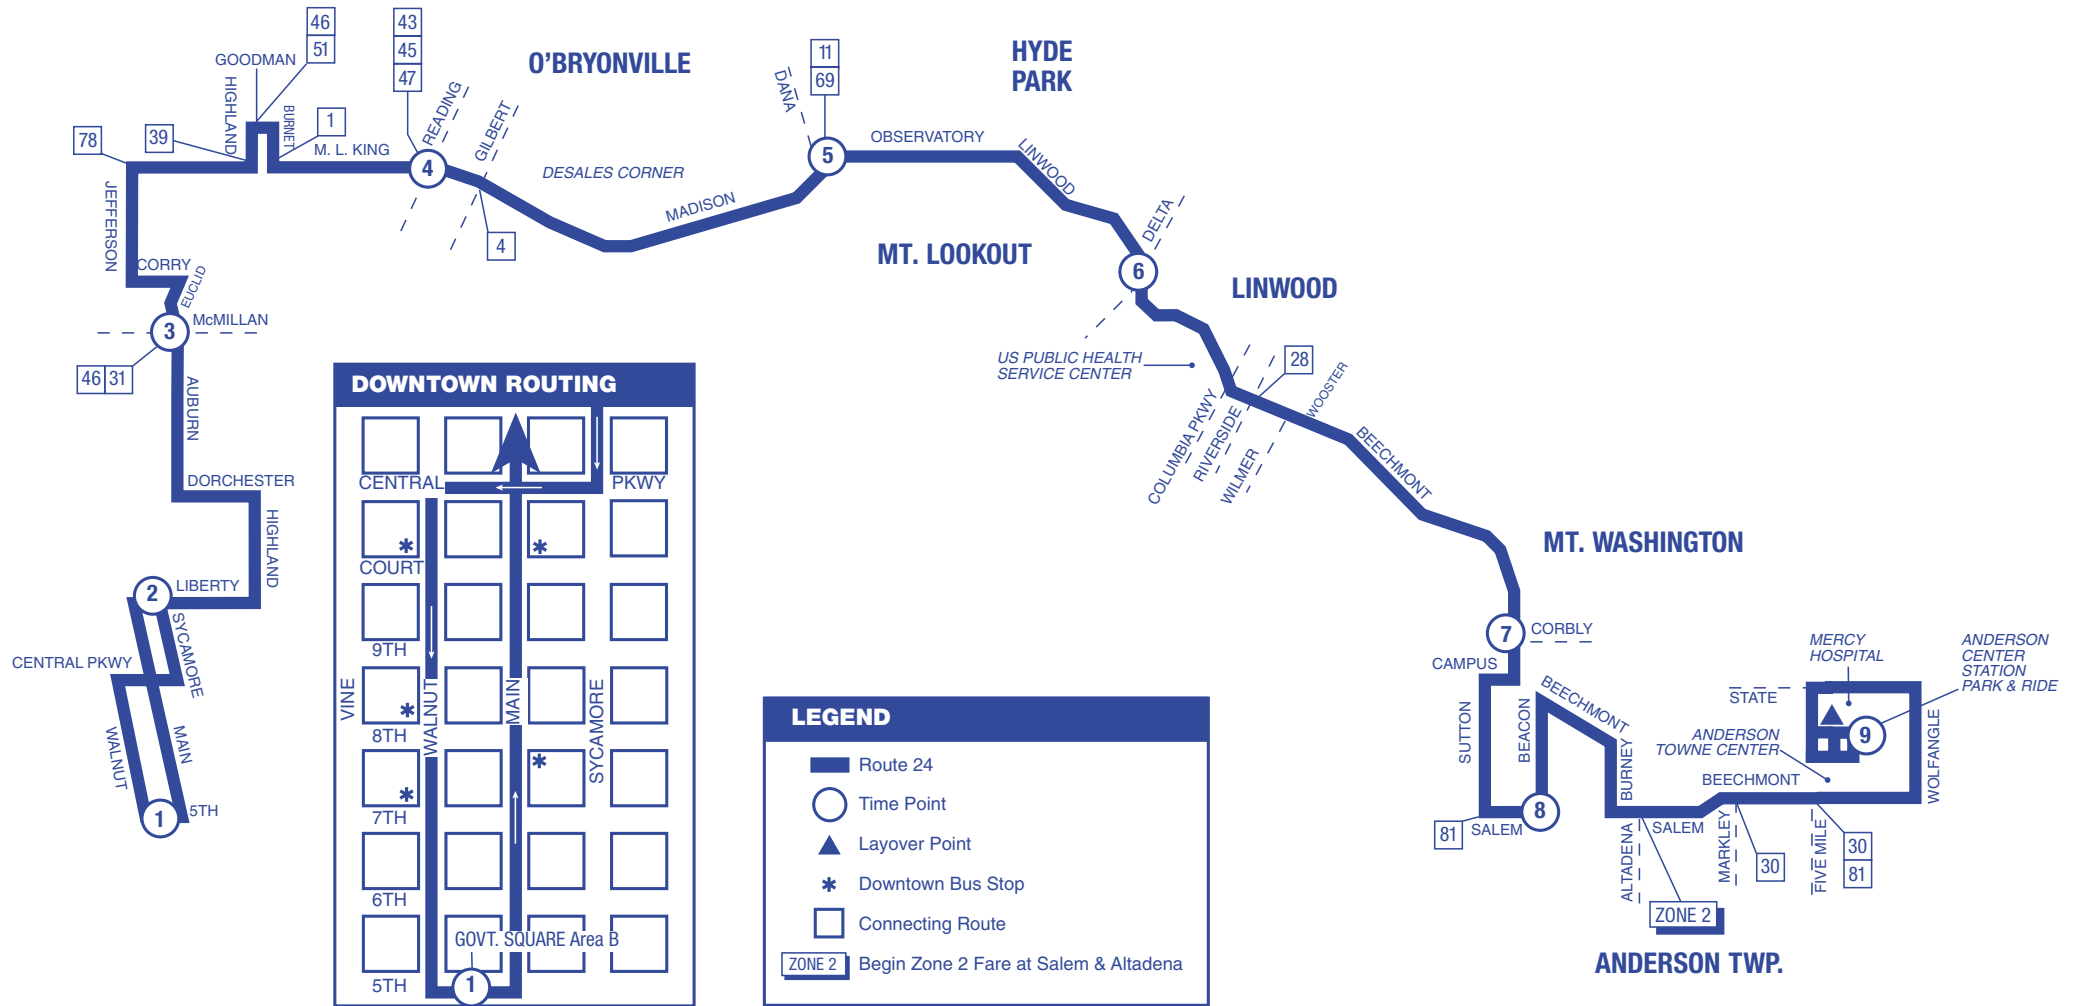 46
51
43
45
47
GOODMAN
HIGHLAND
BURNET
1
78
39
M. L. KING
4
READING
GILBERT
O'BRYONVILLE
DESALES CORNER
MADISON
4
DANA
11
69
5
HYDE
PARK
OBSERVATORY
LINWOOD
MT. LOOKOUT
DELTA
6
LINWOOD
US PUBLIC HEALTH
SERVICE CENTER
28
COLUMBIA PKWY
RIVERSIDE
WILMER
WOOSTER
BEECHMONT
MT. WASHINGTON
7
CORBLY
CAMPUS
SUTTON
BEACON
BEECHMONT
81
SALEM
8
BURNEY
ALTADENA
SALEM
MARKLEY
30
FIVE MILE
30
81
ZONE 2
ANDERSON TWP.
BEECHMONT
WOLFANGLE
STATE
MERCY
HOSPITAL
ANDERSON
CENTER
STATION
PARK & RIDE
9
ANDERSON
TOWNE CENTER
JEFFERSON
CORRY
EUCLID
3
McMILLAN
46
31
AUBURN
DORCHESTER
HIGHLAND
2
LIBERTY
SYCAMORE
CENTRAL PKWY
WALNUT
MAIN
1
5TH
DOWNTOWN ROUTING
CENTRAL
PKWY
*
*
COURT
9TH
VINE
WALNUT
MAIN
SYCAMORE
*
8TH
*
*
7TH
6TH
GOVT. SQUARE Area B
5TH
1
LEGEND
Route 24
Time Point
Layover Point
* Downtown Bus Stop
Connecting Route
ZONE 2 Begin Zone 2 Fare at Salem & Altadena